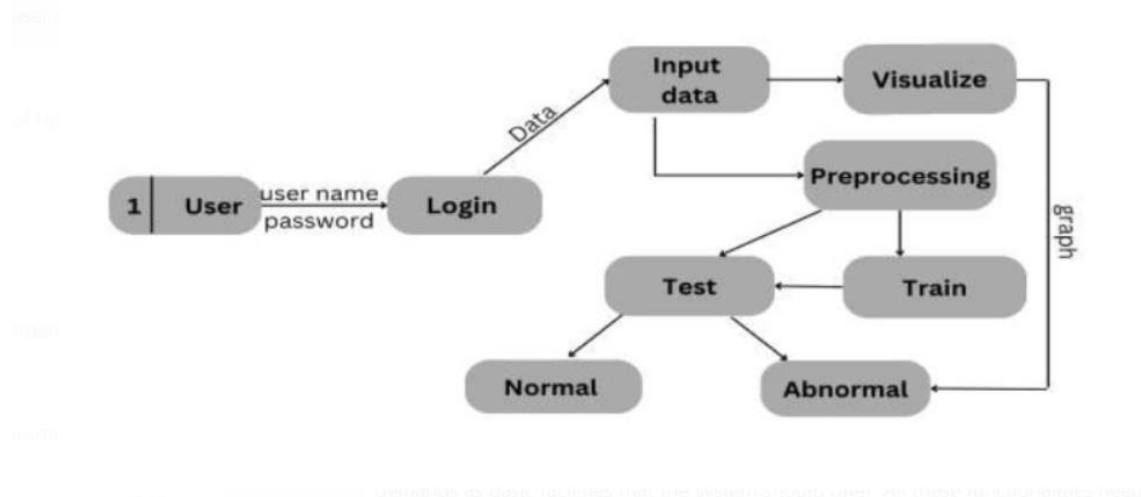 Input
data
Visualize
Data
Preprocessing
1 User
user name
password
Login
graph
Test
Train
Normal
Abnormal